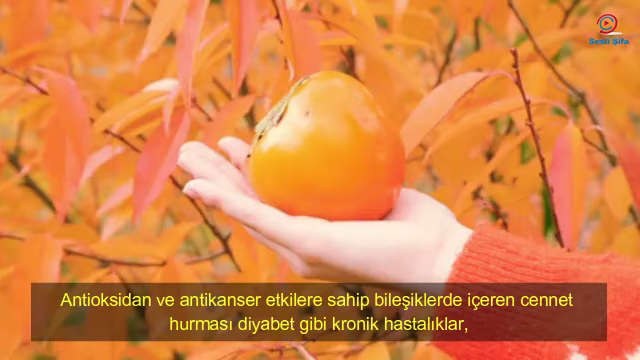 Sesli Şifa
Antioksidan ve antikanser etkilere sahip bileşiklerde içeren cennet
hurması diyabet gibi kronik hastalıklar,